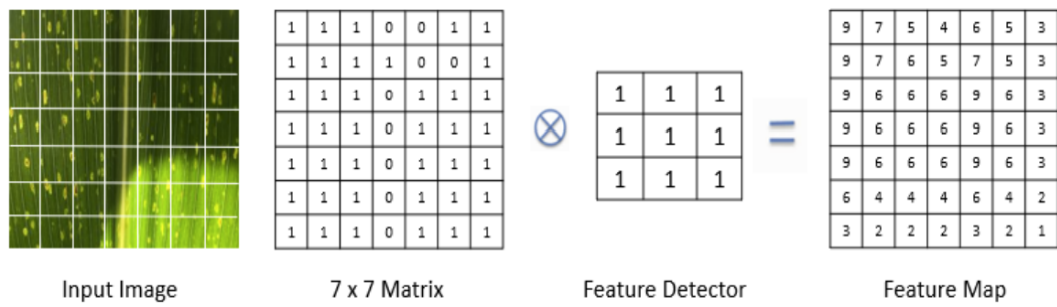 1 1 1 0 0 1 1
1 1 1 1 0 0 1
1 1 1 0 1 1 1
1 1 1 0 1 1 1
1 1 1 0 1 1 1
1 1 1 0 1 1 1
1 1 1 0 1 1 1
1 1 1
1 1 1
1 1 1
=
9 7 5 4 6 5 3
9 7 6 5 7 5 3
9 6 6 6 9 6 3
9 6 6 6 9 6 3
9 6 6 6 9 6 3
6 4 4 4 6 4 2
3 2 2 2 3 2 1
Input Image
7 x 7 Matrix
Feature Detector
Feature Map